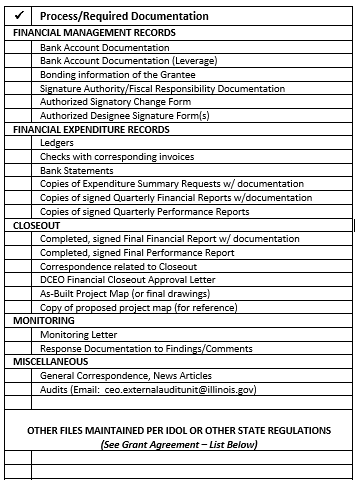 ✓ Process/Required Documentation
FINANCIAL MANAGEMENT RECORDS
Bank Account Documentation
Bank Account Documentation (Leverage)
Bonding information of the Grantee
Signature Authority/Fiscal Responsibility Documentation
Authorized Signatory Change Form
Authorized Designee Signature Form(s)
FINANCIAL EXPENDITURE RECORDS
Ledgers
Checks with corresponding invoices
Bank Statements
Copies of Expenditure Summary Requests w/ documentation
Copies of signed Quarterly Financial Reports w/documentation
Copies of signed Quarterly Performance Reports
CLOSEOUT
Completed, signed Final Financial Report w/ documentation
Completed, signed Final Performance Report
Correspondence related to Closeout
DCEO Financial Closeout Approval Letter
As-Built Project Map (or final drawings)
Copy of proposed project map (for reference)
MONITORING
Monitoring Letter
Response Documentation to Findings/Comments
MISCELLANEOUS
General Correspondence, News Articles
Audits (Email: ceo.externalauditunit@illinois.gov)
OTHER FILES MAINTAINED PER IDOL OR OTHER STATE REGULATIONS
(See Grant Agreement – List Below)